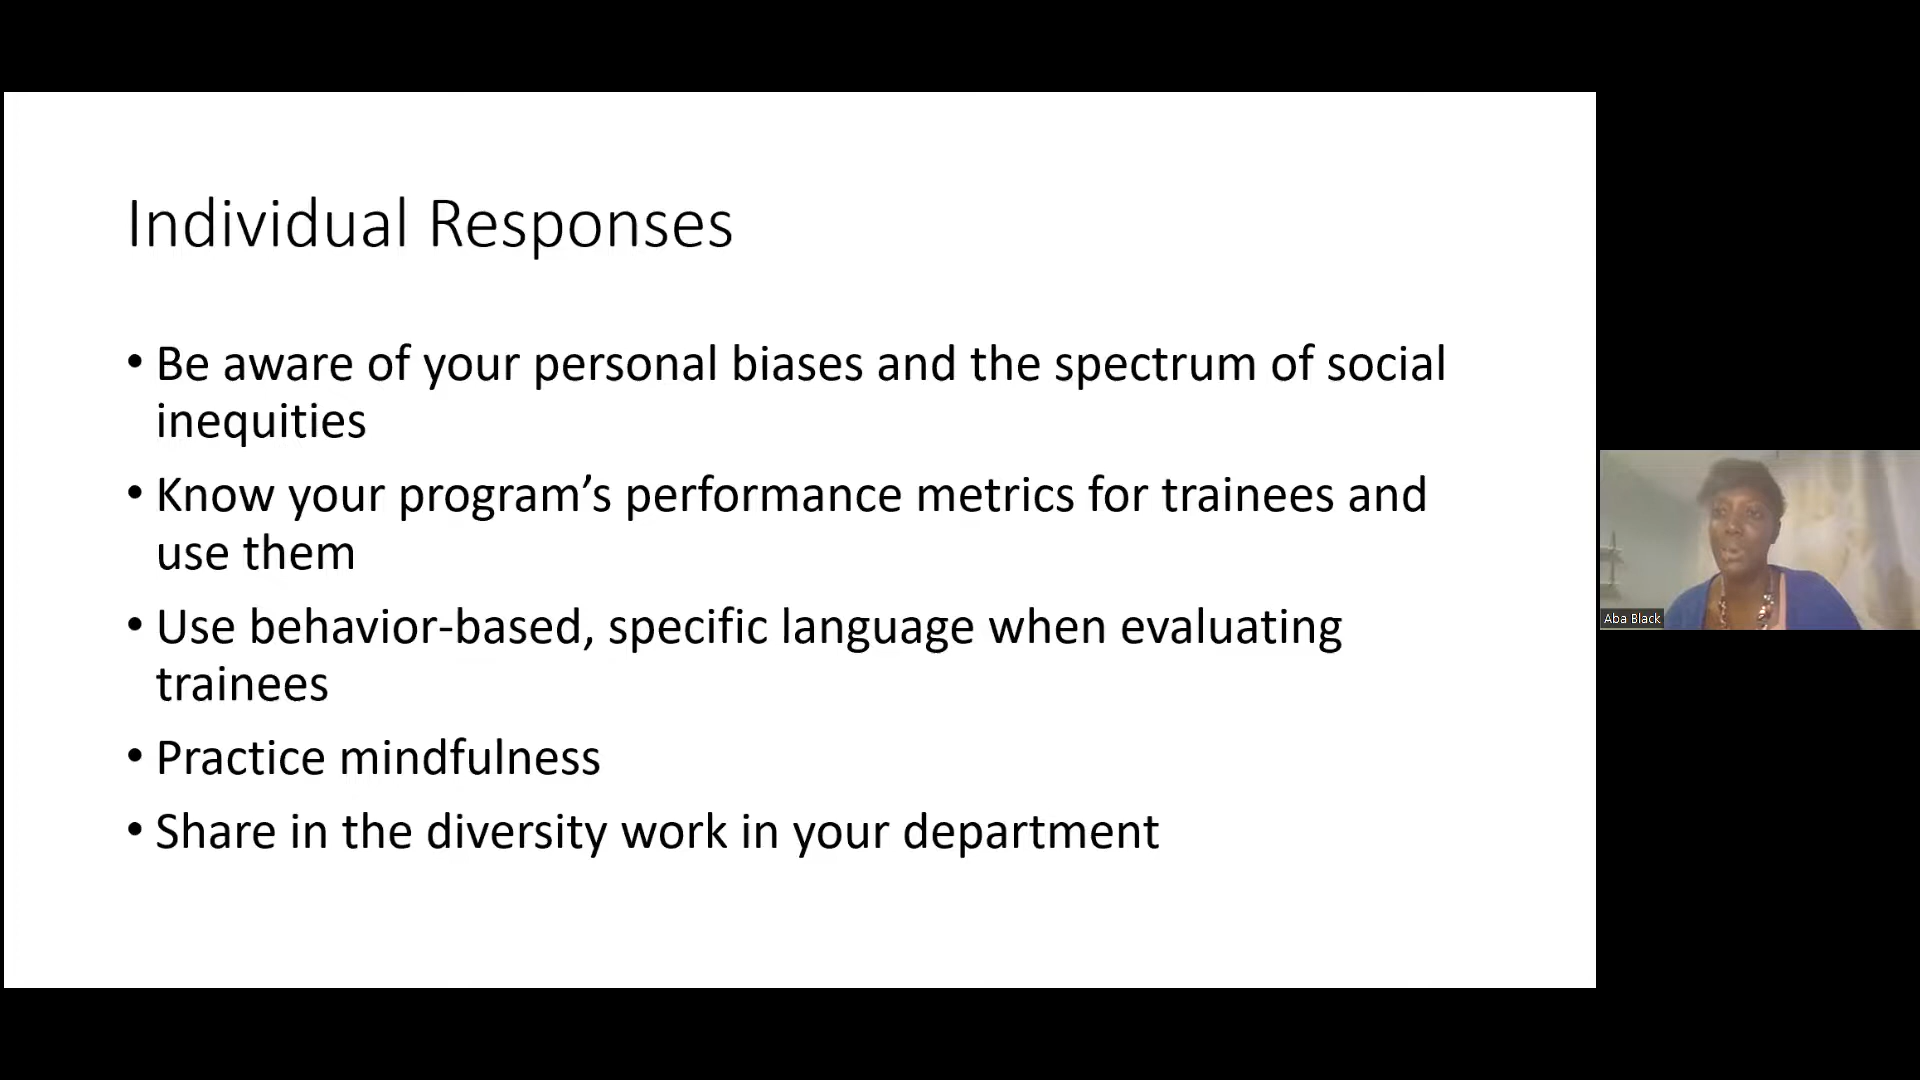 Individual Responses
• Be aware of your personal biases and the spectrum of social
inequities
• Know your program’s performance metrics for trainees and
use them
• Use behavior-based, specific language when evaluating
trainees
• Practice mindfulness
• Share in the diversity work in your department
Aba Black